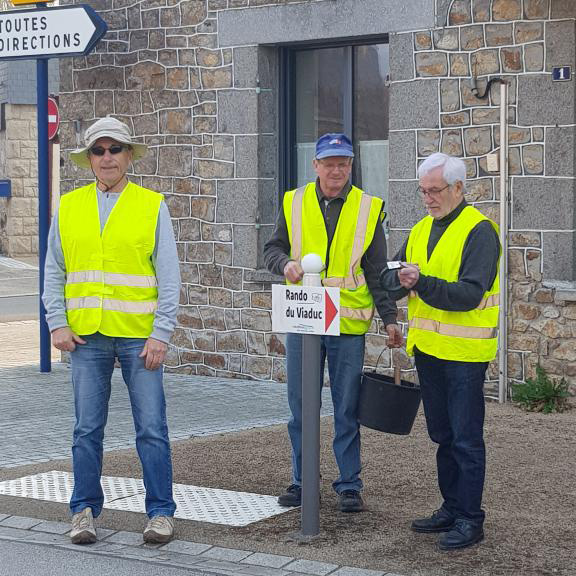 TOUTES
DIRECTIONS
1
Rando
du Viaduc